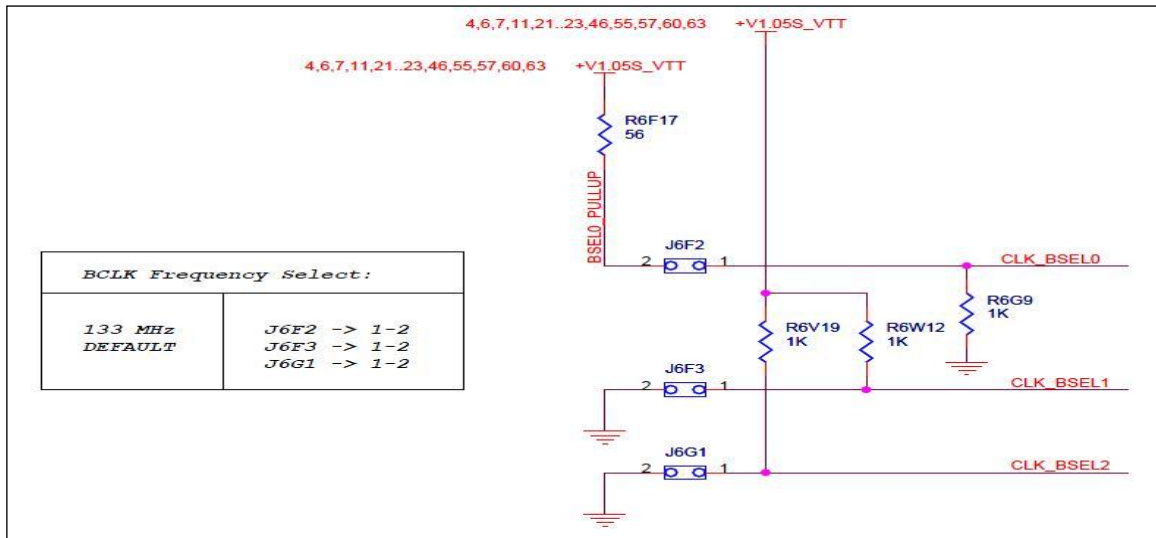 4,6,7,11,21..23,46,55,57,60,63 +V1.05S_VTT
4,6,7,11,21..23,46,55,57,60,63 +V1.05S_VTT
R6F17
56
BSEL0_PULLUP
J6F2
2 1
CLK_BSEL0
BCLK Frequency Select:
133 MHz
DEFAULT
J6F2 -> 1-2
J6F3 -> 1-2
J6G1 -> 1-2
R6V19
1K
R6W12
1K
R6G9
1K
J6F3
2 1
CLK_BSEL1
J6G1
2 1
CLK_BSEL2